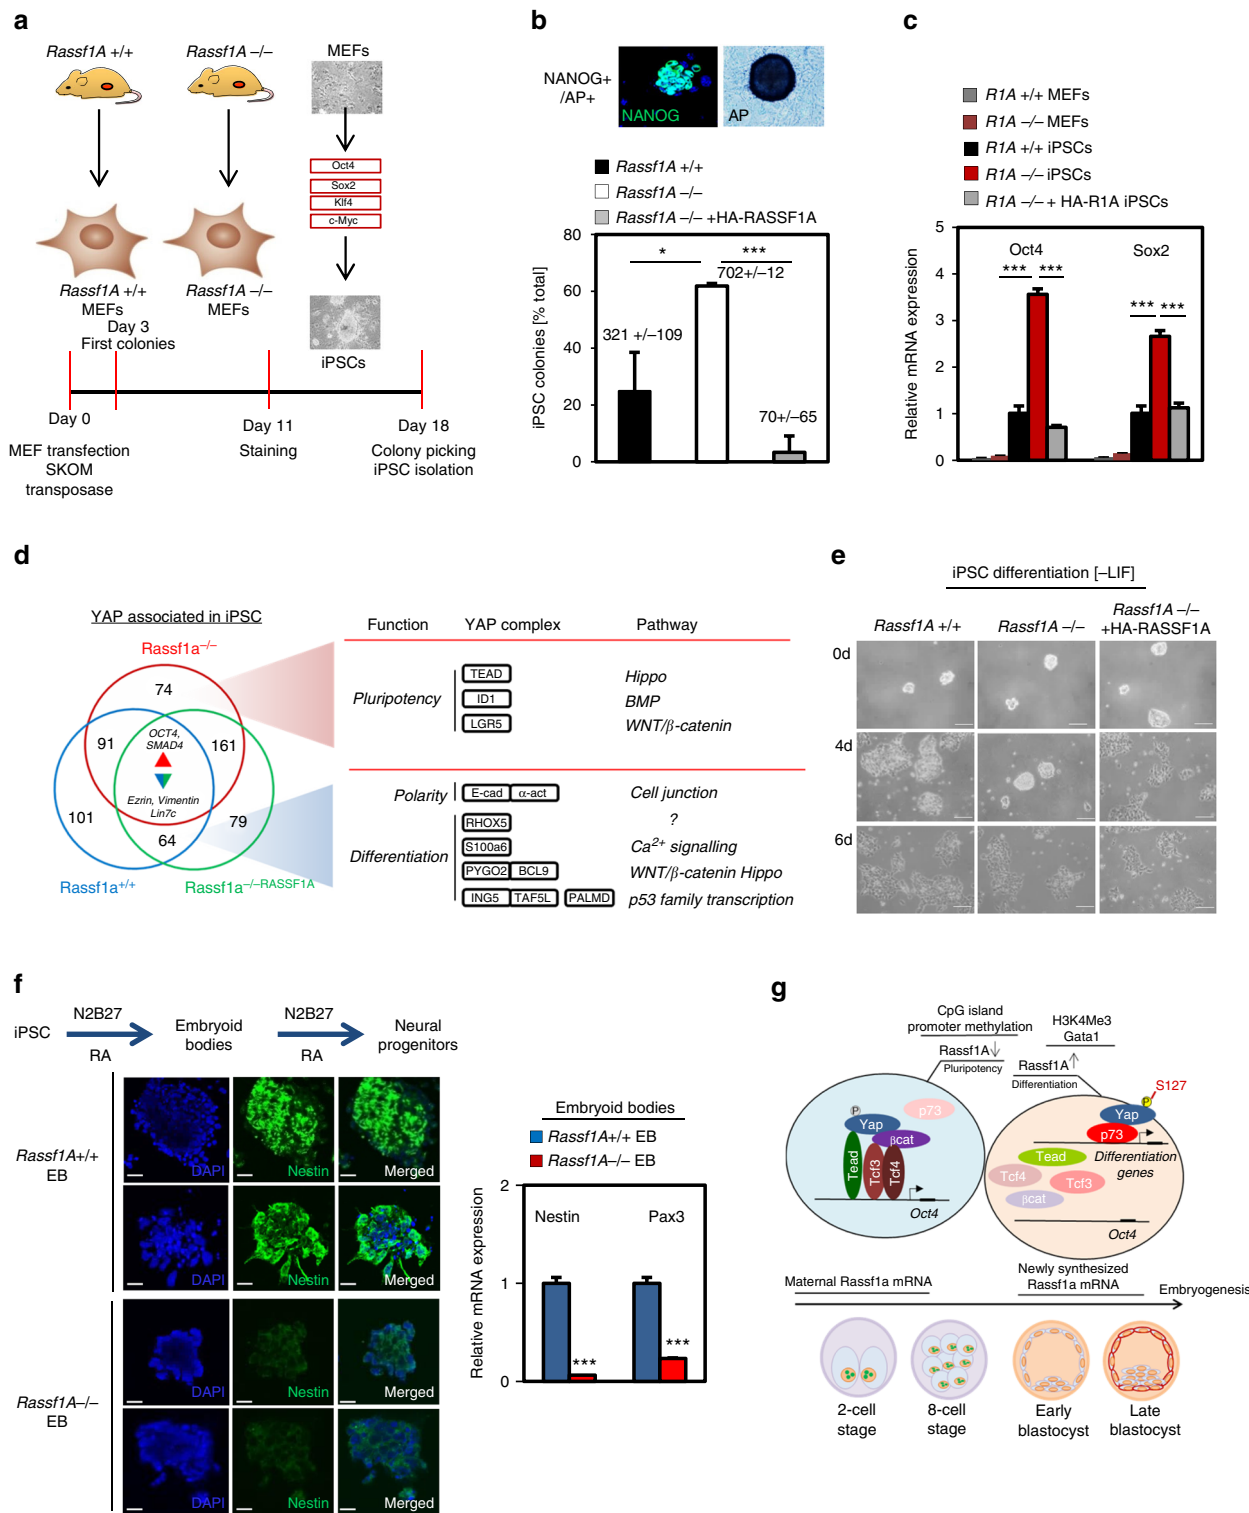 a
Rassf1A +/+
Rassf1A –/–
MEFs
Oct4
Sox2
Klf4
c-Myc
Rassf1A +/+
MEFs
Rassf1A –/–
MEFs
iPSCs
Day 3
First colonies
Day 0
Day 11
Day 18
MEF transfection
SKOM
transposase
Staining
Colony picking
iPSC isolation
b
NANOG+
/AP+
NANOG
AP
Rassf1A +/+
Rassf1A –/–
Rassf1A –/– +HA-RASSF1A
iPSC colonies [% total]
80
60
40
20
0
*
***
321 +/–109
702+/–12
70+/–65
c
R1A +/+ MEFs
R1A –/– MEFs
R1A +/+ iPSCs
R1A –/– iPSCs
R1A –/– + HA-R1A iPSCs
Relative mRNA expression
5
4
3
2
1
0
Oct4
Sox2
*** ***
*** ***
d
YAP associated in iPSC
Rassf1a–/–
74
91
OCT4,
SMAD4
161
Ezrin, Vimentin
Lin7c
101
64
79
Rassf1a+/+
Rassf1a–/–RASSF1A
Function YAP complex Pathway
Pluripotency
TEAD Hippo
ID1 BMP
LGR5 WNT/β-catenin
Polarity E-cad α-act Cell junction
Differentiation
RHOX5 ?
S100a6 Ca2+ signalling
PYGO2 BCL9 WNT/β-catenin Hippo
ING5 TAF5L PALMD p53 family transcription
e
iPSC differentiation [–LIF]
Rassf1A +/+
Rassf1A –/–
Rassf1A –/–
+HA-RASSF1A
0d
4d
6d
f
iPSC
N2B27
RA
Embryoid
bodies
N2B27
RA
Neural
progenitors
Rassf1A+/+
EB
DAPI Nestin Merged
DAPI Nestin Merged
Rassf1A–/–
EB
DAPI Nestin Merged
DAPI Nestin Merged
Embryoid bodies
Rassf1A+/+ EB
Rassf1A–/– EB
Relative mRNA expression
2
1
0
Nestin
Pax3
***
***
g
CpG island
promoter methylation
Rassf1A
Pluripotency
H3K4Me3
Gata1
Rassf1A
Differentiation
P
Yap
p73
βcat
Tead
Tcf3
Tcf4
Oct4
P
S127
Yap
p73
Differentiation
genes
Tead
Tcf4
Tcf3
βcat
Oct4
Maternal Rassf1a mRNA
Newly synthesized
Rassf1a mRNA
Embryogenesis
2-cell
stage
8-cell
stage
Early
blastocyst
Late
blastocyst